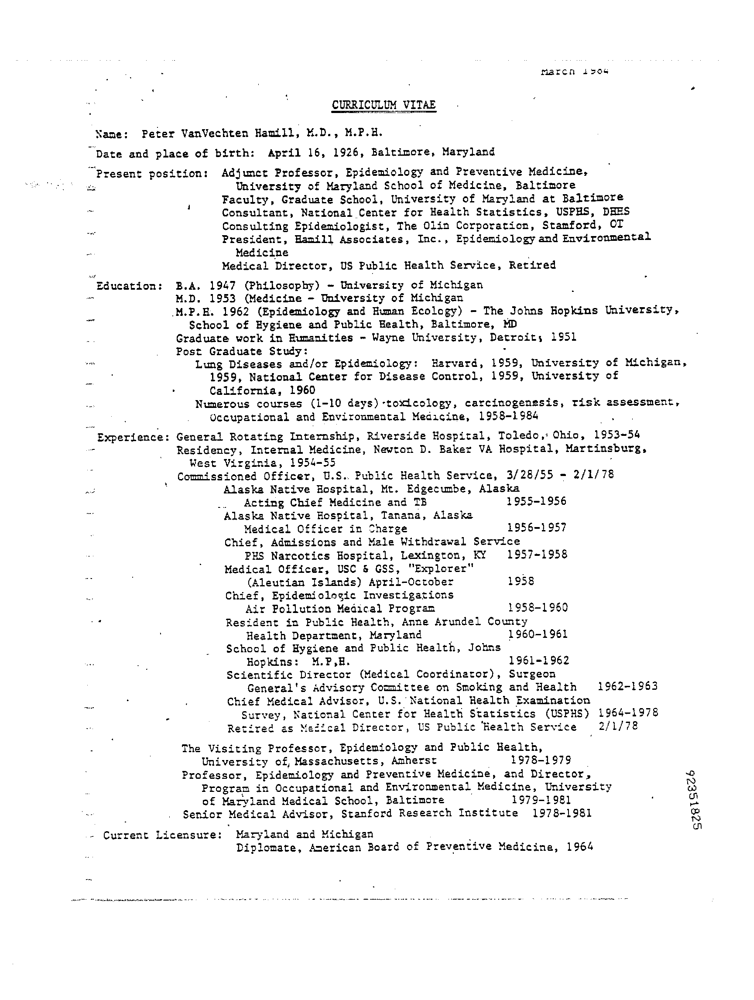 March 1984
CURRICULUM VITAE
Name: Peter VanVechten Hamill, M.D., M.P.H.
Date and place of birth: April 16, 1926, Baltimore, Maryland
Present position: Adjunct Professor, Epidemiology and Preventive Medicine,
University of Maryland School of Medicine, Baltimore
Faculty, Graduate School, University of Maryland at Baltimore
Consultant, National Center for Health Statistics, USPHS, DHHS
Consulting Epidemiologist, The Olin Corporation, Stamford, CT
President, Hamill Associates, Inc., Epidemiology and Environmental
Medicine
Medical Director, US Public Health Service, Retired
Education: B.A. 1947 (Philosophy) - University of Michigan
M.D. 1953 (Medicine - University of Michigan
M.P.H. 1962 (Epidemiology and Human Ecology) - The Johns Hopkins University,
School of Hygiene and Public Health, Baltimore, MD
Graduate work in Humanities - Wayne University, Detroit, 1951
Post Graduate Study:
Lung Diseases and/or Epidemiology: Harvard, 1959, University of Michigan,
1959, National Center for Disease Control, 1959, University of
California, 1960
Numerous courses (1-10 days) toxicology, carcinogenesis, risk assessment,
Occupational and Environmental Medicine, 1958-1984
Experience: General Rotating Internship, Riverside Hospital, Toledo, Ohio, 1953-54
Residency, Internal Medicine, Newton D. Baker VA Hospital, Martinsburg,
West Virginia, 1954-55
Commissioned Officer, U.S. Public Health Service, 3/28/55 - 2/1/78
Alaska Native Hospital, Mt. Edgecumbe, Alaska
Acting Chief Medicine and TB 1955-1956
Alaska Native Hospital, Tanana, Alaska
Medical Officer in Charge 1956-1957
Chief, Admissions and Male Withdrawal Service
PHS Narcotics Hospital, Lexington, KY 1957-1958
Medical Officer, USC & GSS, "Explorer"
(Aleutian Islands) April-October 1958
Chief, Epidemiologic Investigations
Air Pollution Medical Program 1958-1960
Resident in Public Health, Anne Arundel County
Health Department, Maryland 1960-1961
School of Hygiene and Public Health, Johns
Hopkins: M.P,H. 1961-1962
Scientific Director (Medical Coordinator), Surgeon
General's Advisory Committee on Smoking and Health 1962-1963
Chief Medical Advisor, U.S. National Health Examination
Survey, National Center for Health Statistics (USPHS) 1964-1978
Retired as Medical Director, US Public Health Service 2/1/78
The Visiting Professor, Epidemiology and Public Health,
University of Massachusetts, Amherst 1978-1979
Professor, Epidemiology and Preventive Medicine, and Director,
Program in Occupational and Environmental Medicine, University
of Maryland Medical School, Baltimore 1979-1981
Senior Medical Advisor, Stanford Research Institute 1978-1981
Current Licensure: Maryland and Michigan
Diplomate, American Board of Preventive Medicine, 1964
92351825